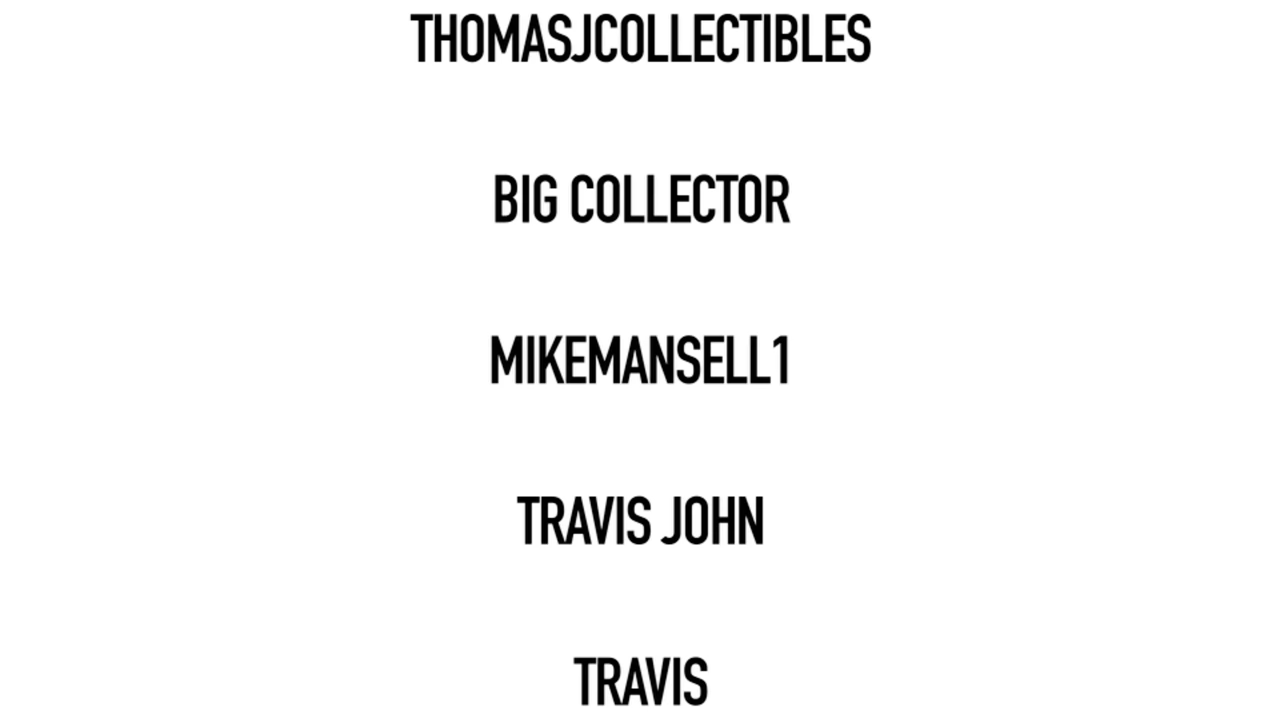 THOMASJCOLLECTIBLES
BIG COLLECTOR
MIKEMANSELL1
TRAVIS JOHN
TRAVIS